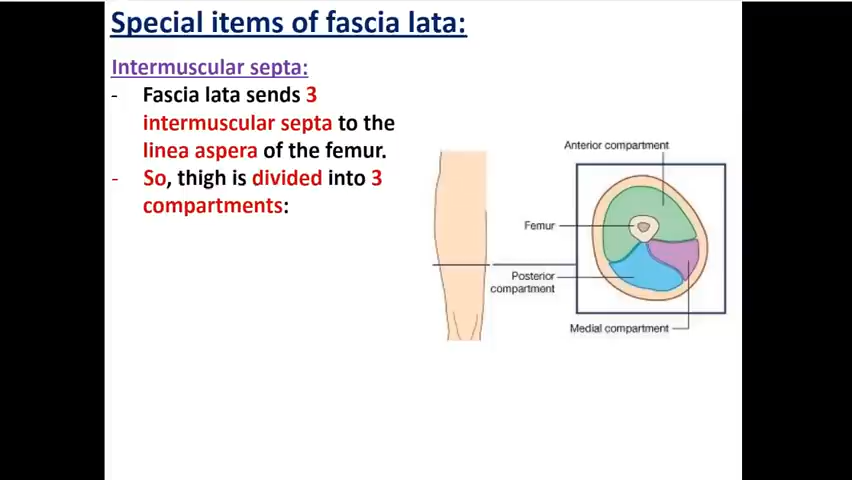 Special items of fascia lata:
Intermuscular septa:
- Fascia lata sends 3
intermuscular septa to the
linea aspera of the femur.
- So, thigh is divided into 3
compartments:
Anterior compartment
Femur
Posterior
compartment
Medial compartment